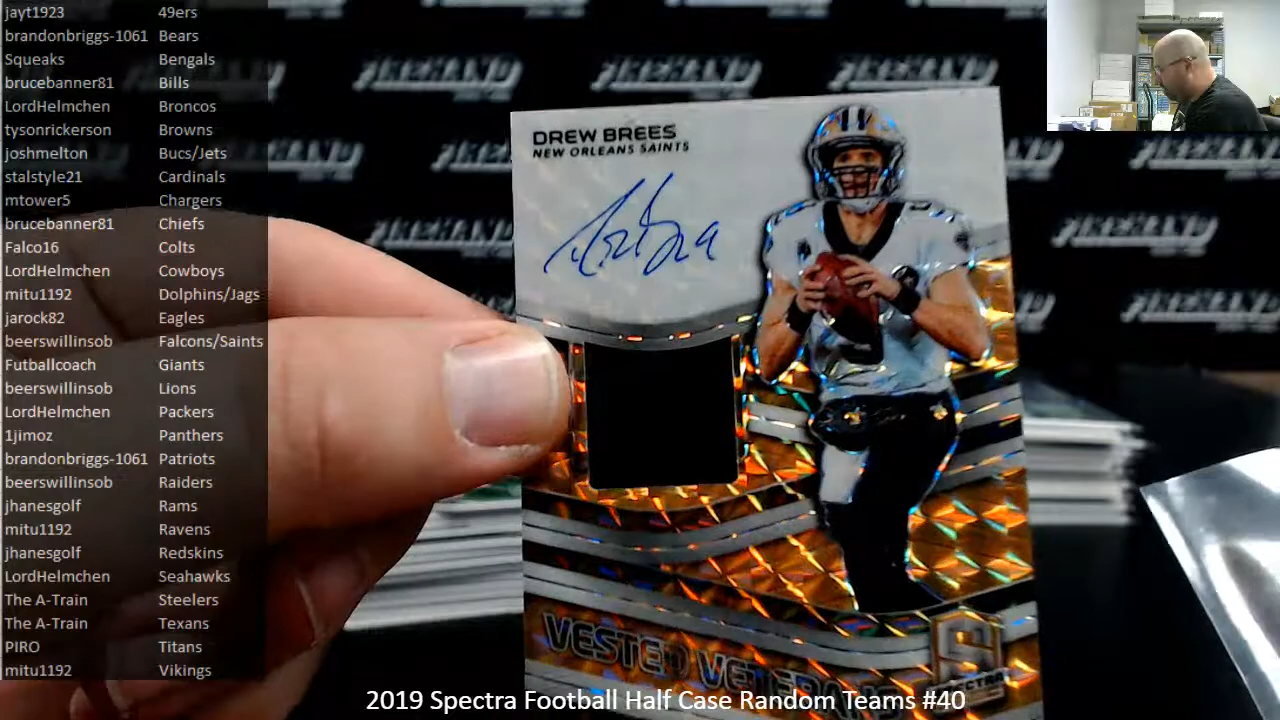 jayt1923 49ers
brandonbriggs-1061 Bears
Squeaks Bengals
brucebanner81 Bills
LordHelmchen Broncos
tysonrickerson Browns
joshmelton Bucs/Jets
stalstyle21 Cardinals
mtower5 Chargers
brucebanner81 Chiefs
Falco16 Colts
LordHelmchen Cowboys
mitu1192 Dolphins/Jags
jarock82 Eagles
beerswillinsob Falcons/Saints
Futballcoach Giants
beerswillinsob Lions
LordHelmchen Packers
1jimoz Panthers
brandonbriggs-1061 Patriots
beerswillinsob Raiders
jhanesgolf Rams
mitu1192 Ravens
jhanesgolf Redskins
LordHelmchen Seahawks
The A-Train Steelers
The A-Train Texans
PIRO Titans
mitu1192 Vikings
DREW BREES
NEW ORLEANS SAINTS
VESTED VETERANS
SPECTRA
2019 Spectra Football Half Case Random Teams #40